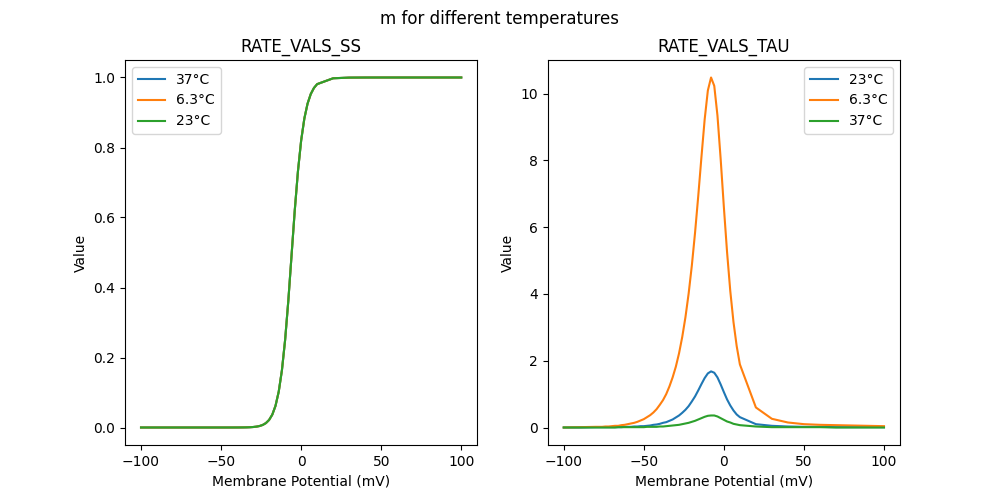 m for different temperatures
RATE_VALS_SS
37°C
6.3°C
23°C
1.0
0.8
0.6
0.4
0.2
0.0
Value
−100
−50
0
50
100
Membrane Potential (mV)
RATE_VALS_TAU
23°C
6.3°C
37°C
10
8
6
4
2
0
Value
−100
−50
0
50
100
Membrane Potential (mV)